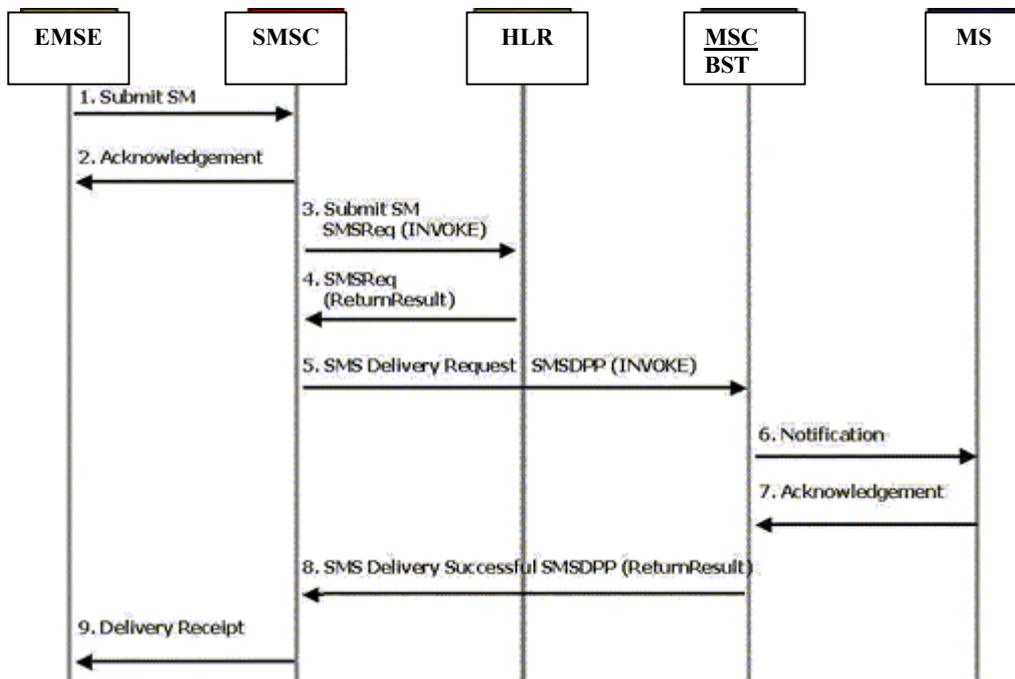 EMSE
SMSC
HLR
MSC
BST
MS
1. Submit SM
2. Acknowledgement
3. Submit SM
SMSReq (INVOKE)
4. SMSReq
(ReturnResult)
5. SMS Delivery Request SMSDPP (INVOKE)
6. Notification
7. Acknowledgement
8. SMS Delivery Successful SMSDPP (ReturnResult)
9. Delivery Receipt